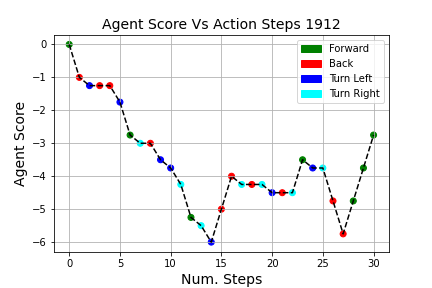 Agent Score Vs Action Steps 1912
Forward
Back
Turn Left
Turn Right
0
−1
−2
−3
−4
−5
−6
Agent Score
0 5 10 15 20 25 30
Num. Steps